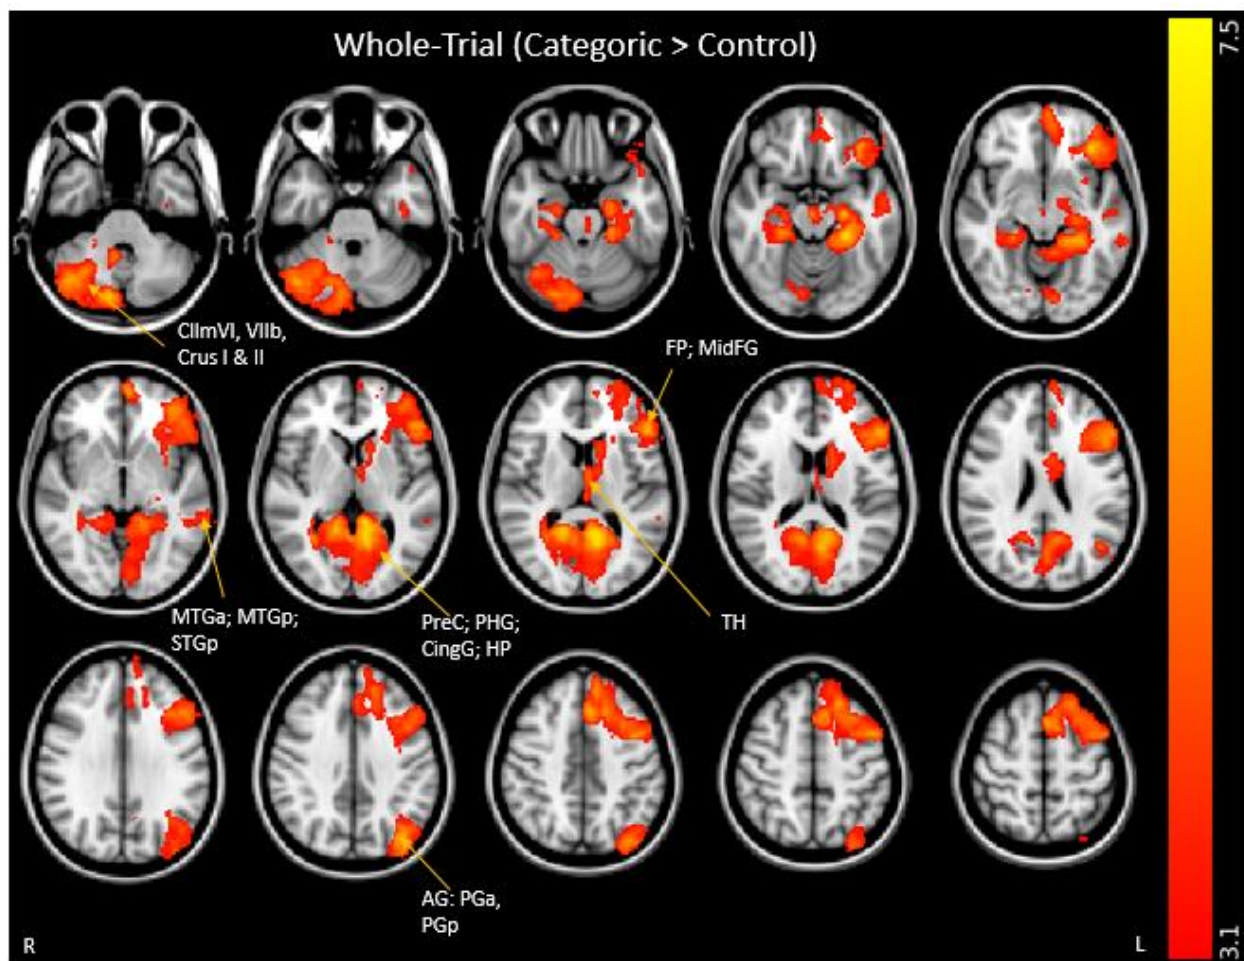 Whole-Trial (Categoric > Control)
7.5
CllmVI, VIIb,
Crus I & II
FP; MidFG
MTGa; MTGp;
STGp
PreC; PHG;
CingG; HP
TH
AG: PGa,
PGp
R
L
3.1